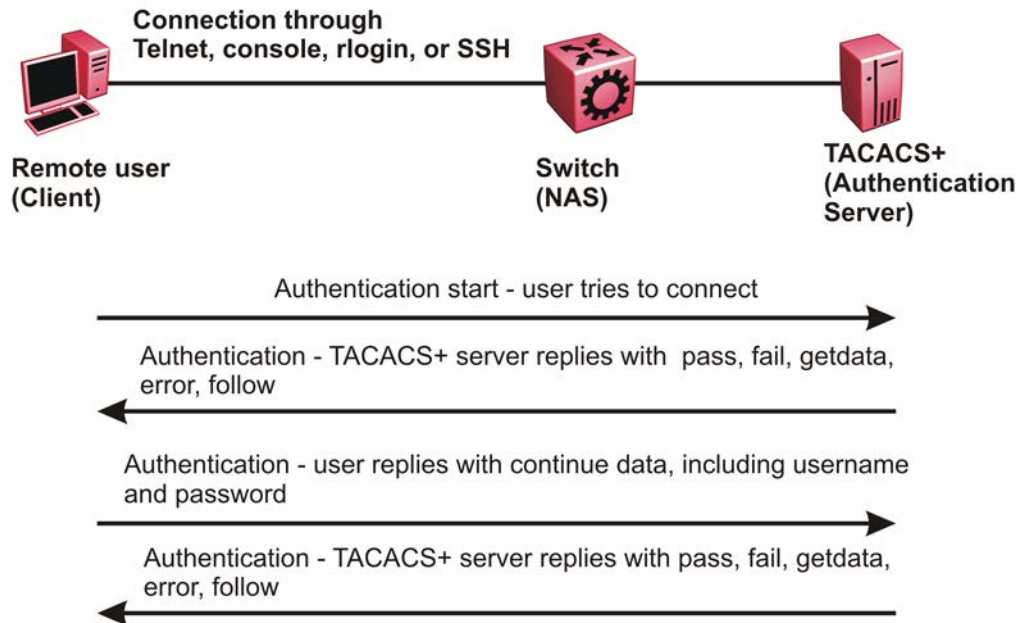 Connection through
Telnet, console, rlogin, or SSH
Remote user
(Client)
Switch
(NAS)
TACACS+
(Authentication
Server)
Authentication start - user tries to connect
Authentication - TACACS+ server replies with pass, fail, getdata,
error, follow
Authentication - user replies with continue data, including username
and password
Authentication - TACACS+ server replies with pass, fail, getdata,
error, follow